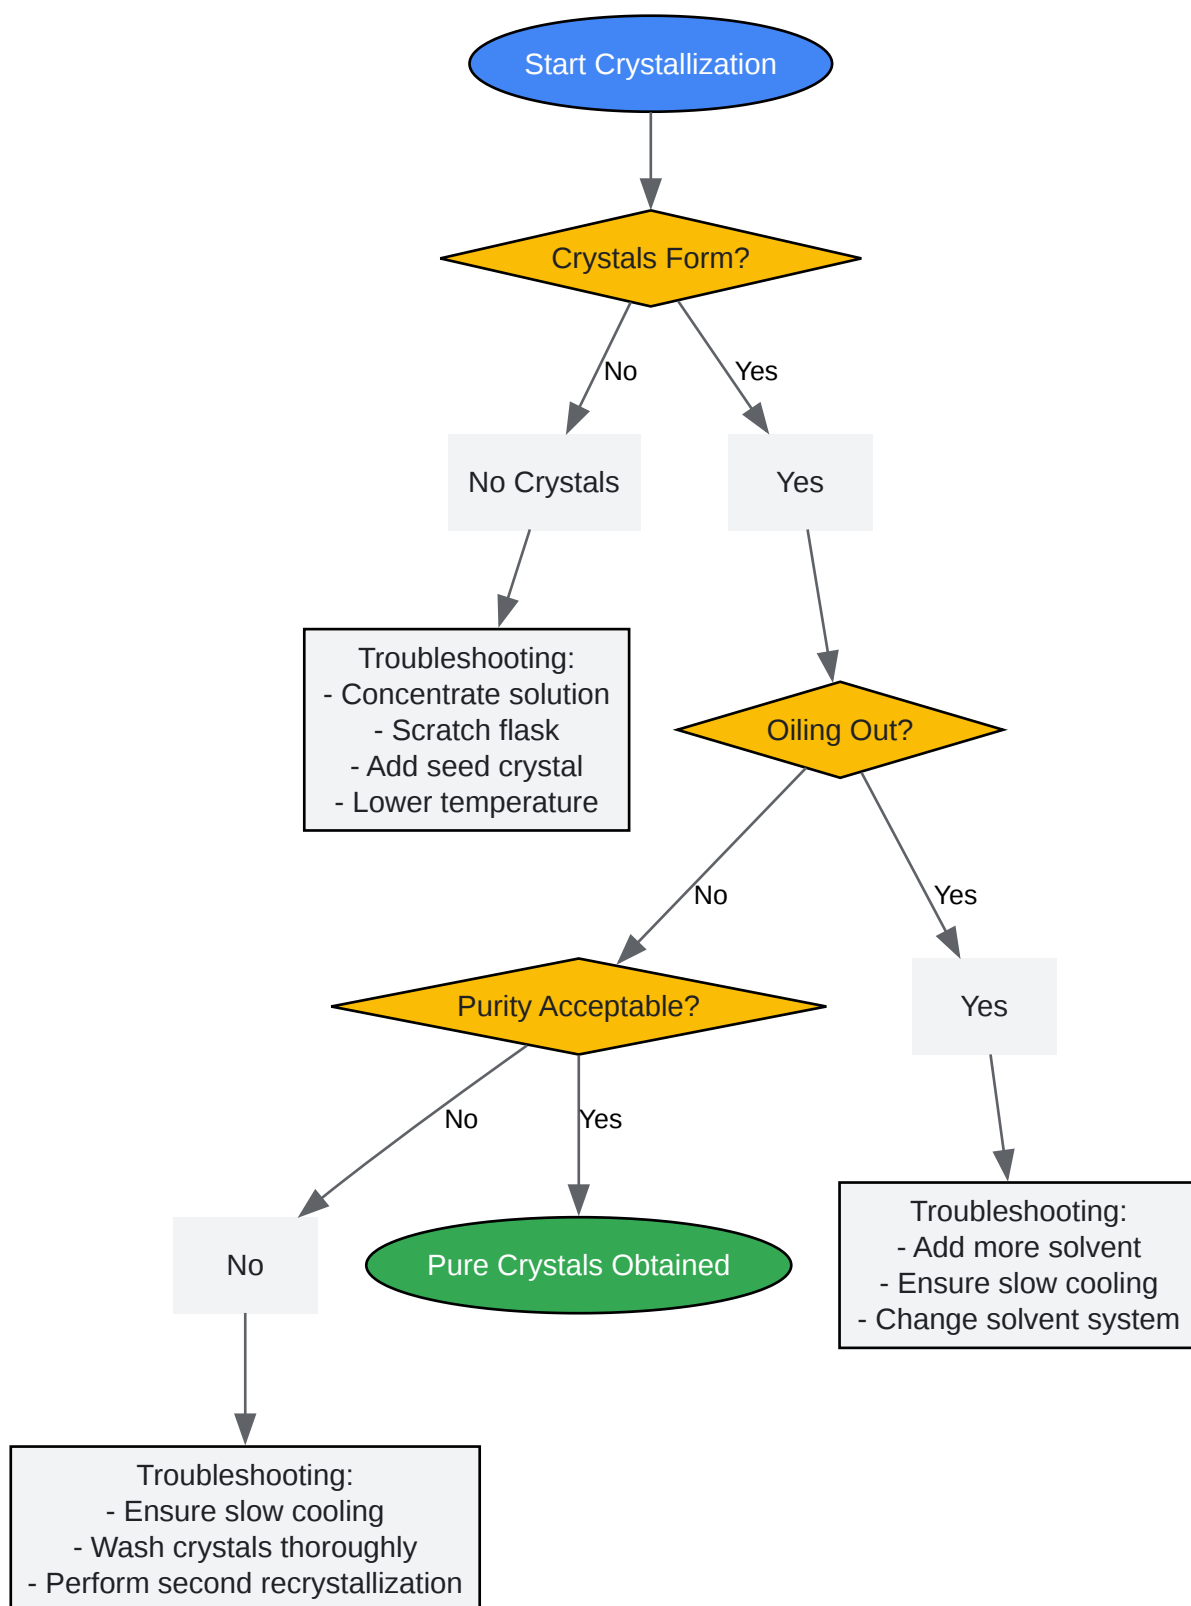 Start Crystallization
Crystals Form?
No
Yes
No Crystals
Yes
Troubleshooting:
- Concentrate solution
- Scratch flask
- Add seed crystal
- Lower temperature
Oiling Out?
No
Yes
Purity Acceptable?
Yes
No
Yes
No
Pure Crystals Obtained
Troubleshooting:
- Add more solvent
- Ensure slow cooling
- Change solvent system
Troubleshooting:
- Ensure slow cooling
- Wash crystals thoroughly
- Perform second recrystallization